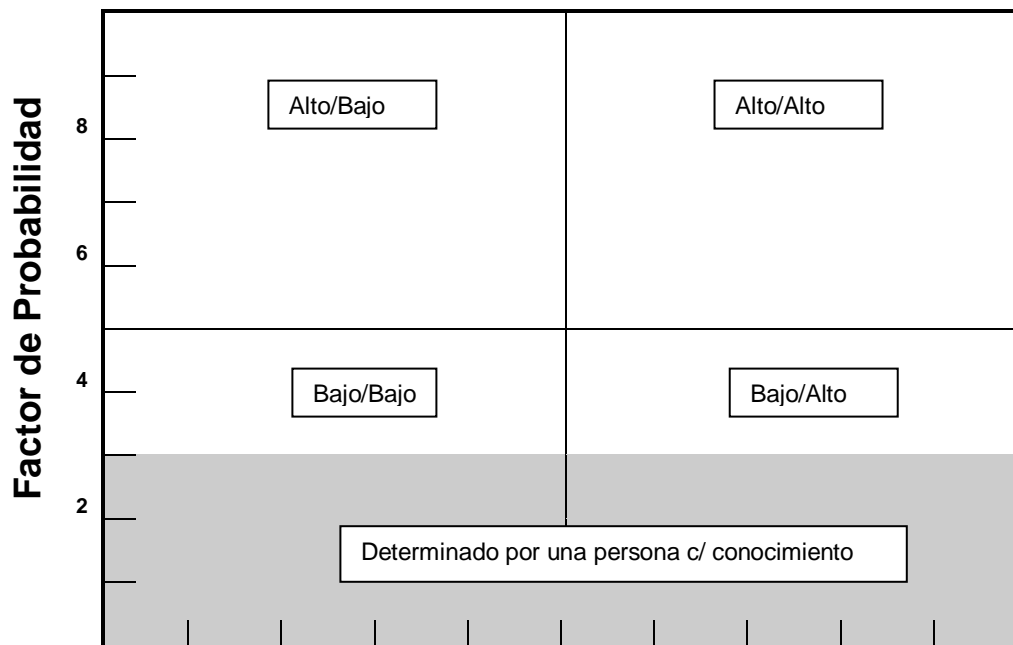 Factor de Probabilidad
8
6
4
2
Alto/Bajo
Alto/Alto
Bajo/Bajo
Bajo/Alto
Determinado por una persona c/ conocimiento